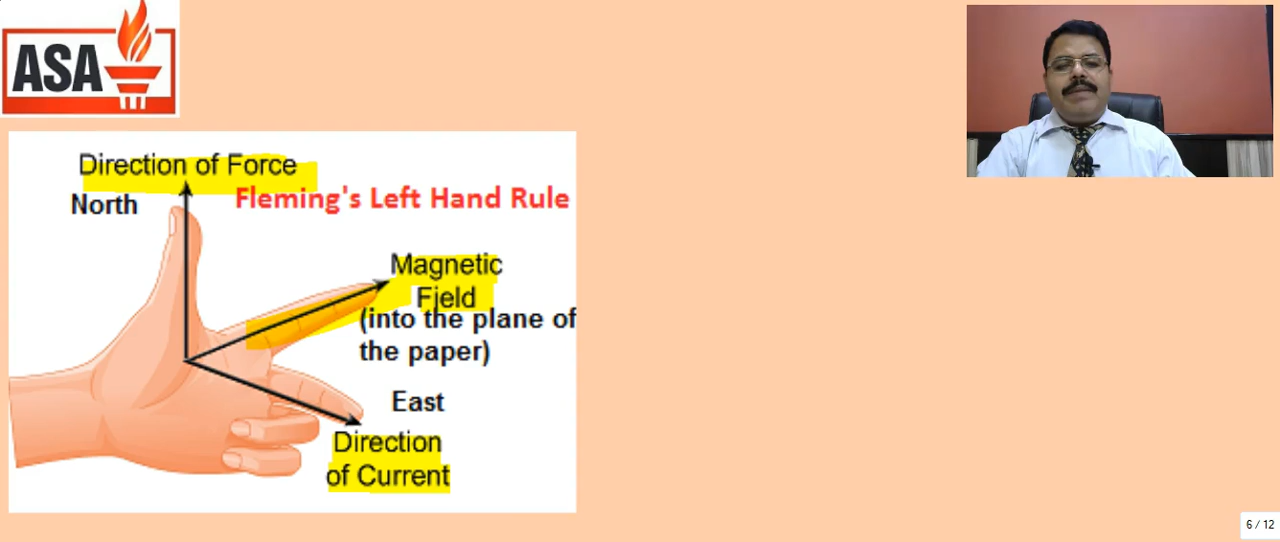 ASA
Direction of Force
North
Fleming's Left Hand Rule
Magnetic
Field
(into the plane of
the paper)
East
Direction
of Current
6 / 12